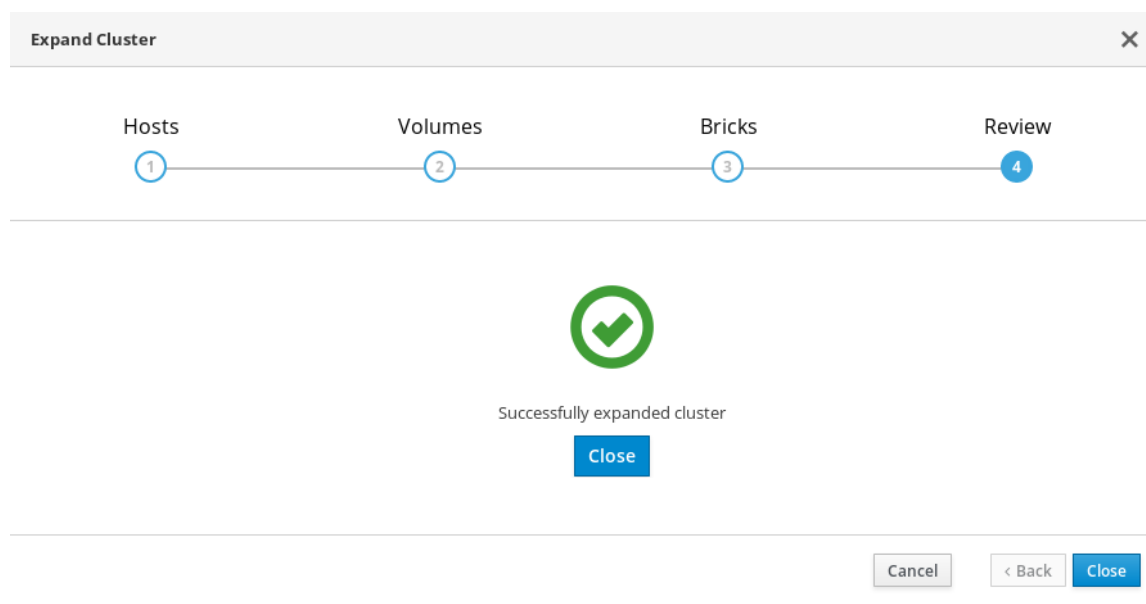 Expand Cluster
Hosts Volumes Bricks Review
1 2 3 4
Successfully expanded cluster
Close
Cancel < Back Close